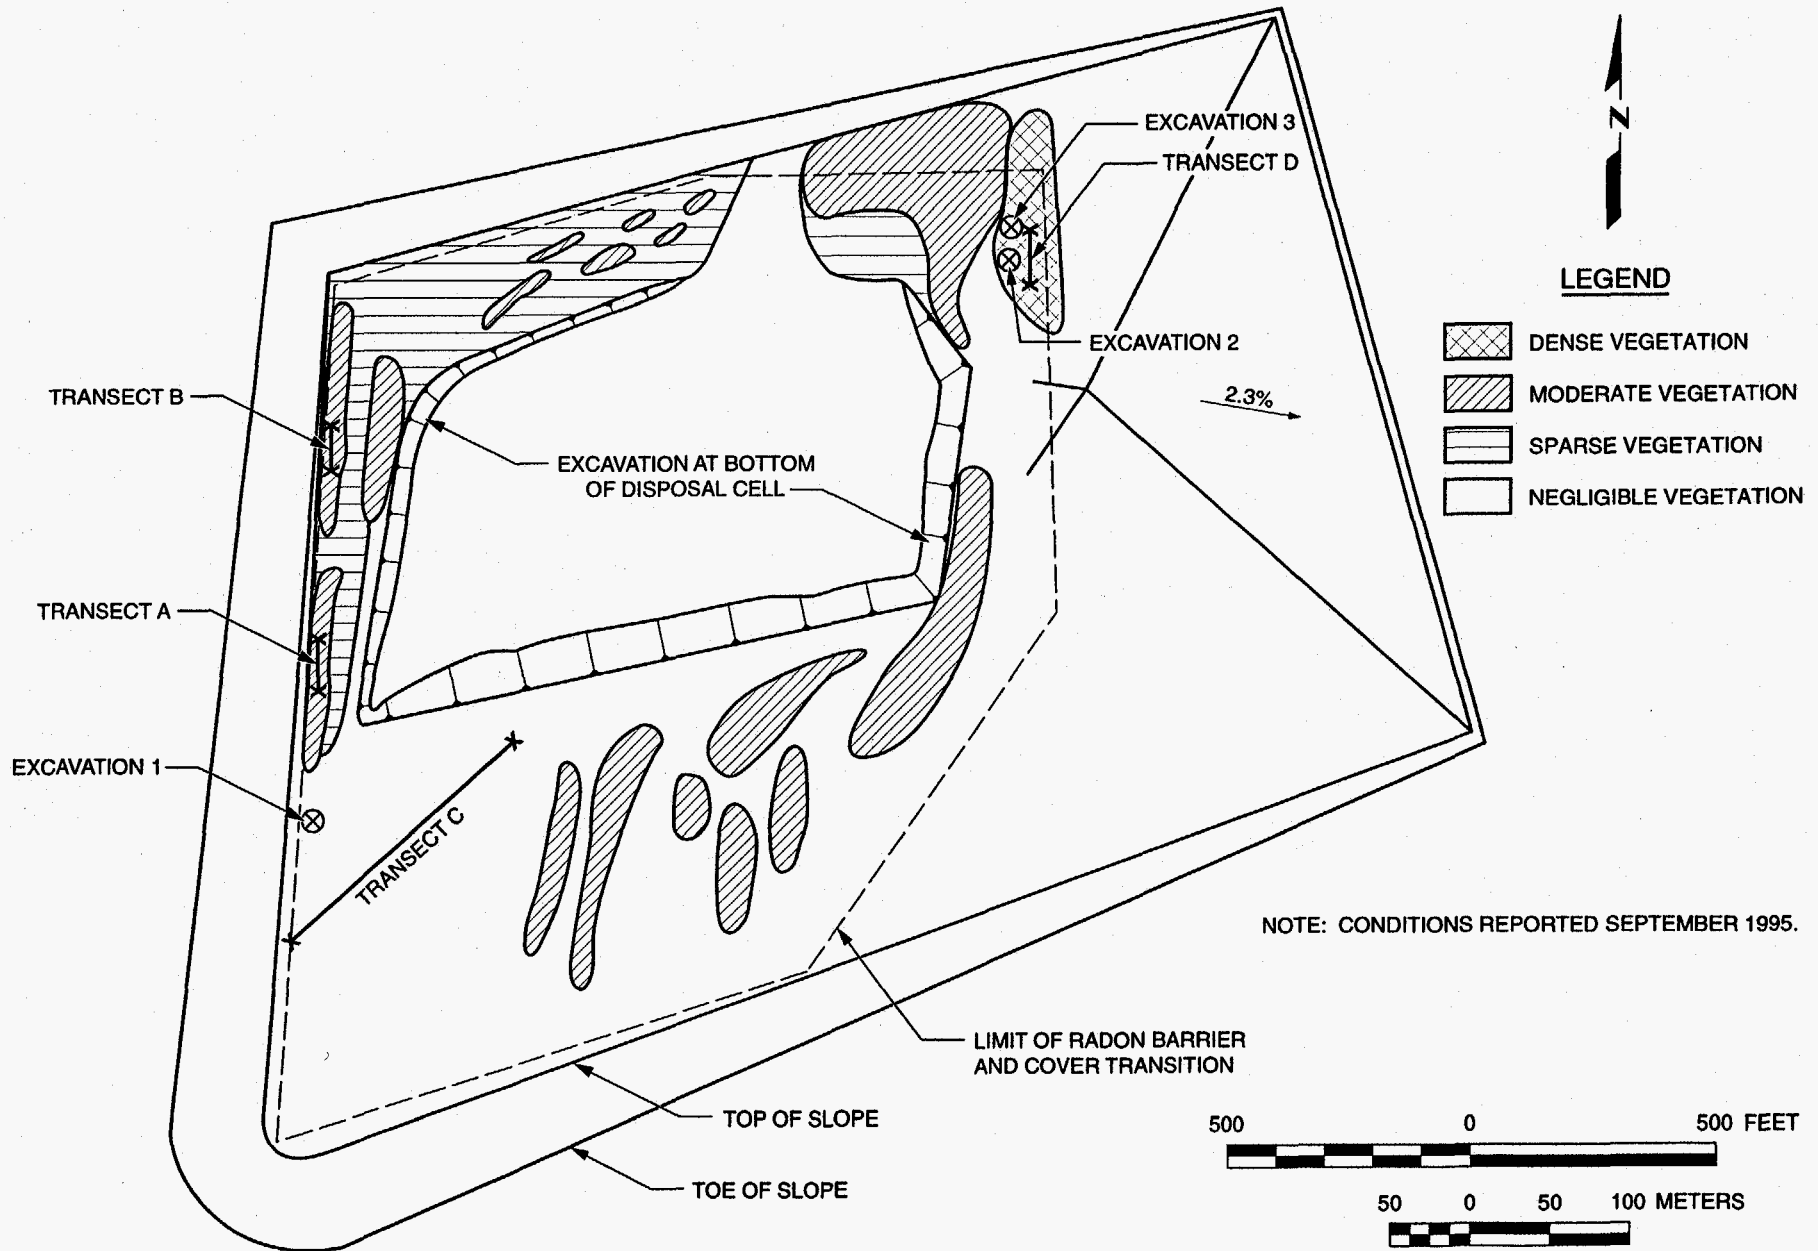 EXCAVATION 3
TRANSECT D
N
LEGEND
DENSE VEGETATION
MODERATE VEGETATION
SPARSE VEGETATION
NEGLIGIBLE VEGETATION
EXCAVATION 2
2.3%
TRANSECT B
EXCAVATION AT BOTTOM
OF DISPOSAL CELL
TRANSECT A
EXCAVATION 1
TRANSECT C
NOTE: CONDITIONS REPORTED SEPTEMBER 1995.
LIMIT OF RADON BARRIER
AND COVER TRANSITION
TOP OF SLOPE
TOE OF SLOPE
500 0 500 FEET
50 0 50 100 METERS